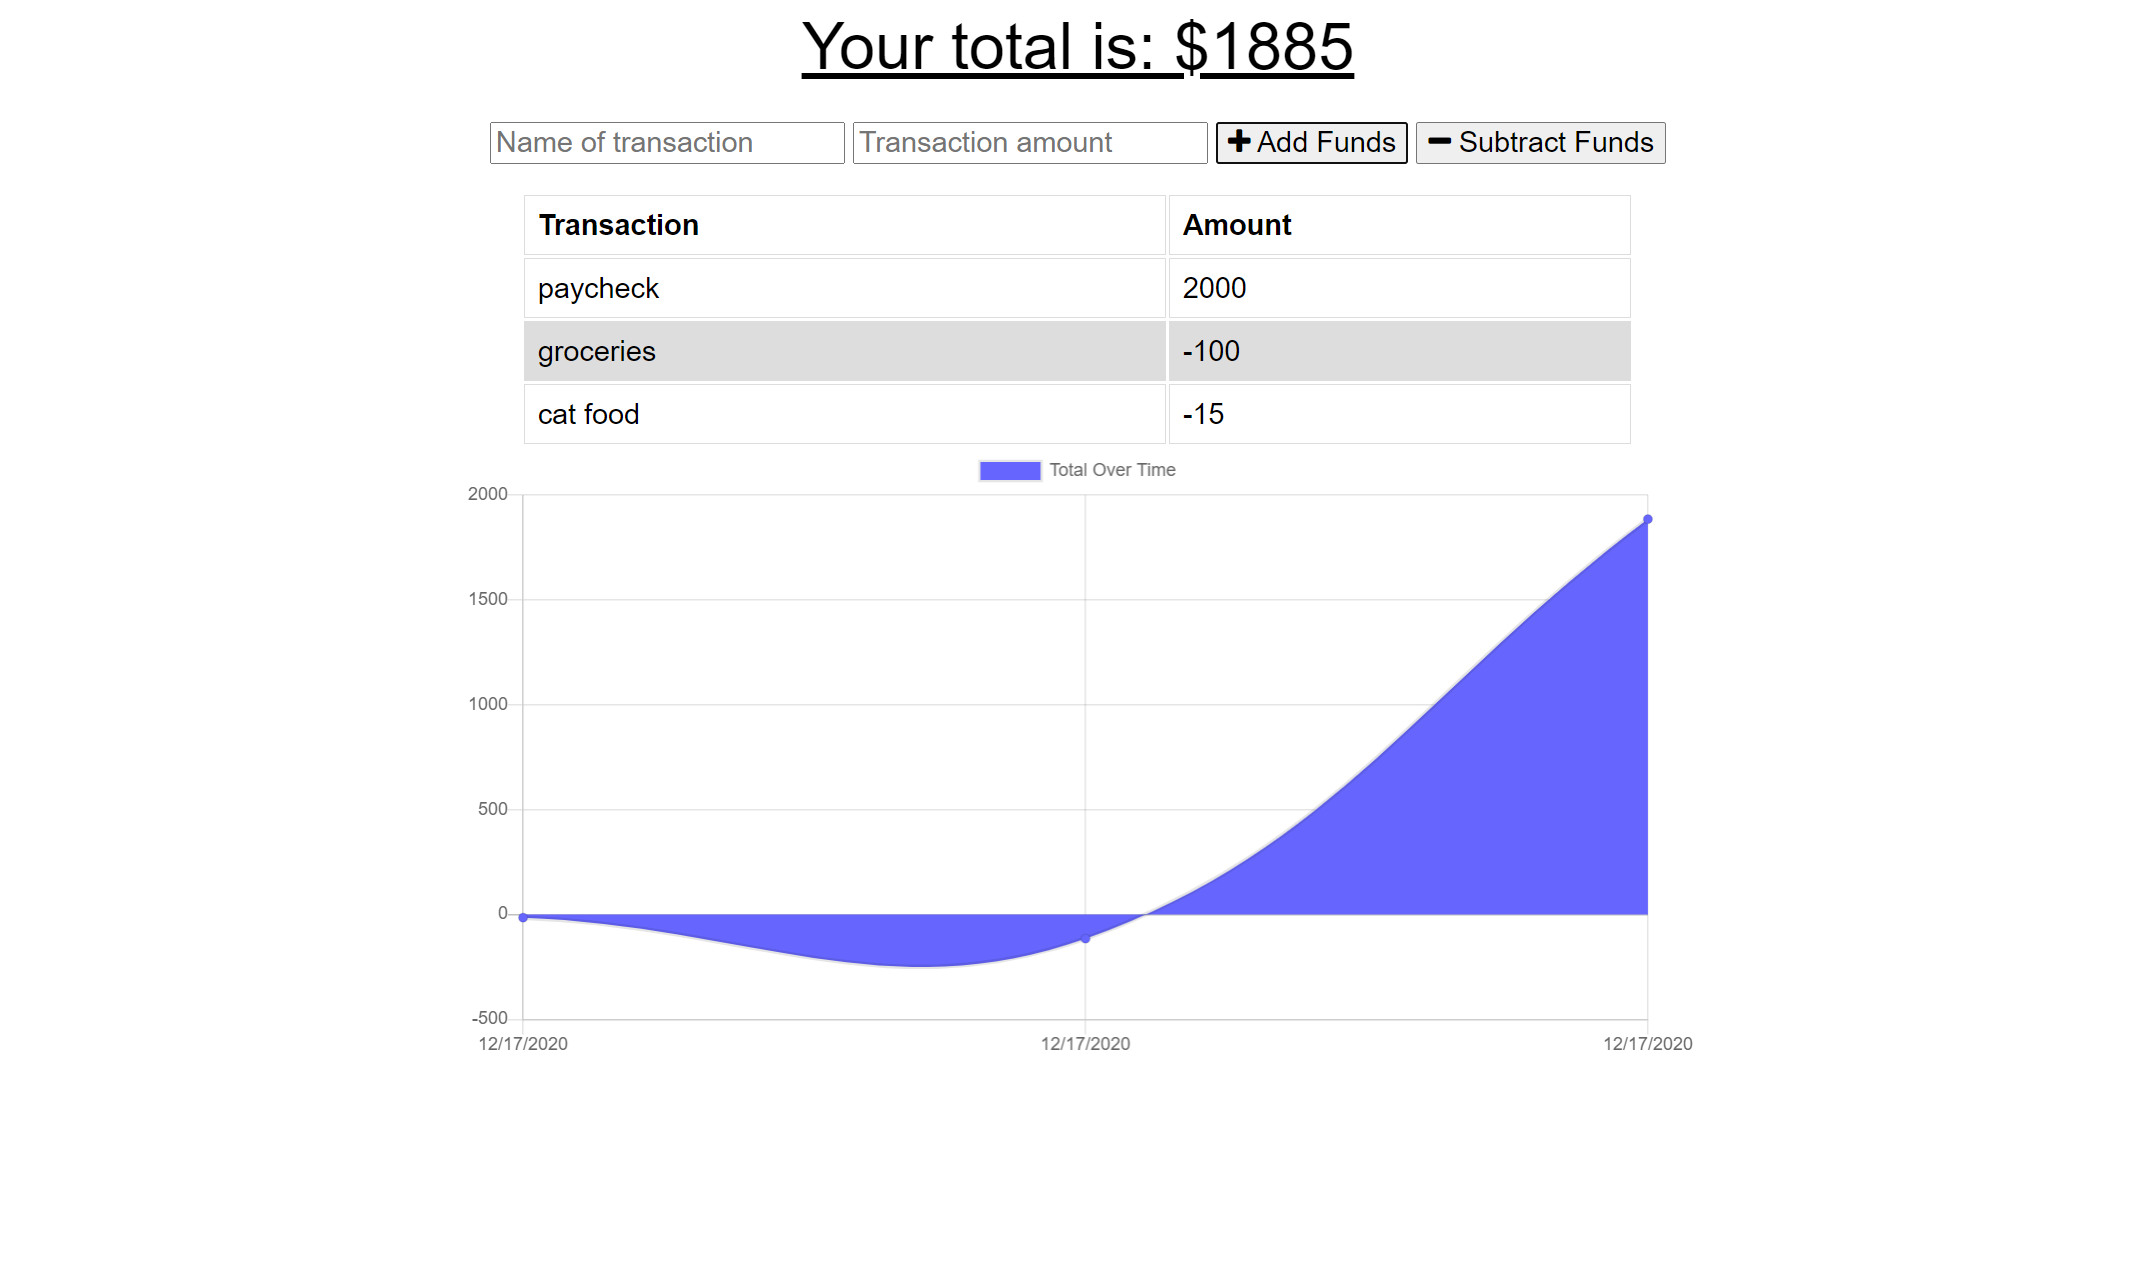 Your total is: $1885
Name of transaction Transaction amount Add Funds Subtract Funds
Transaction Amount
paycheck 2000
groceries -100
cat food -15
Total Over Time
2000
1500
1000
500
0
-500
12/17/2020 12/17/2020 12/17/2020